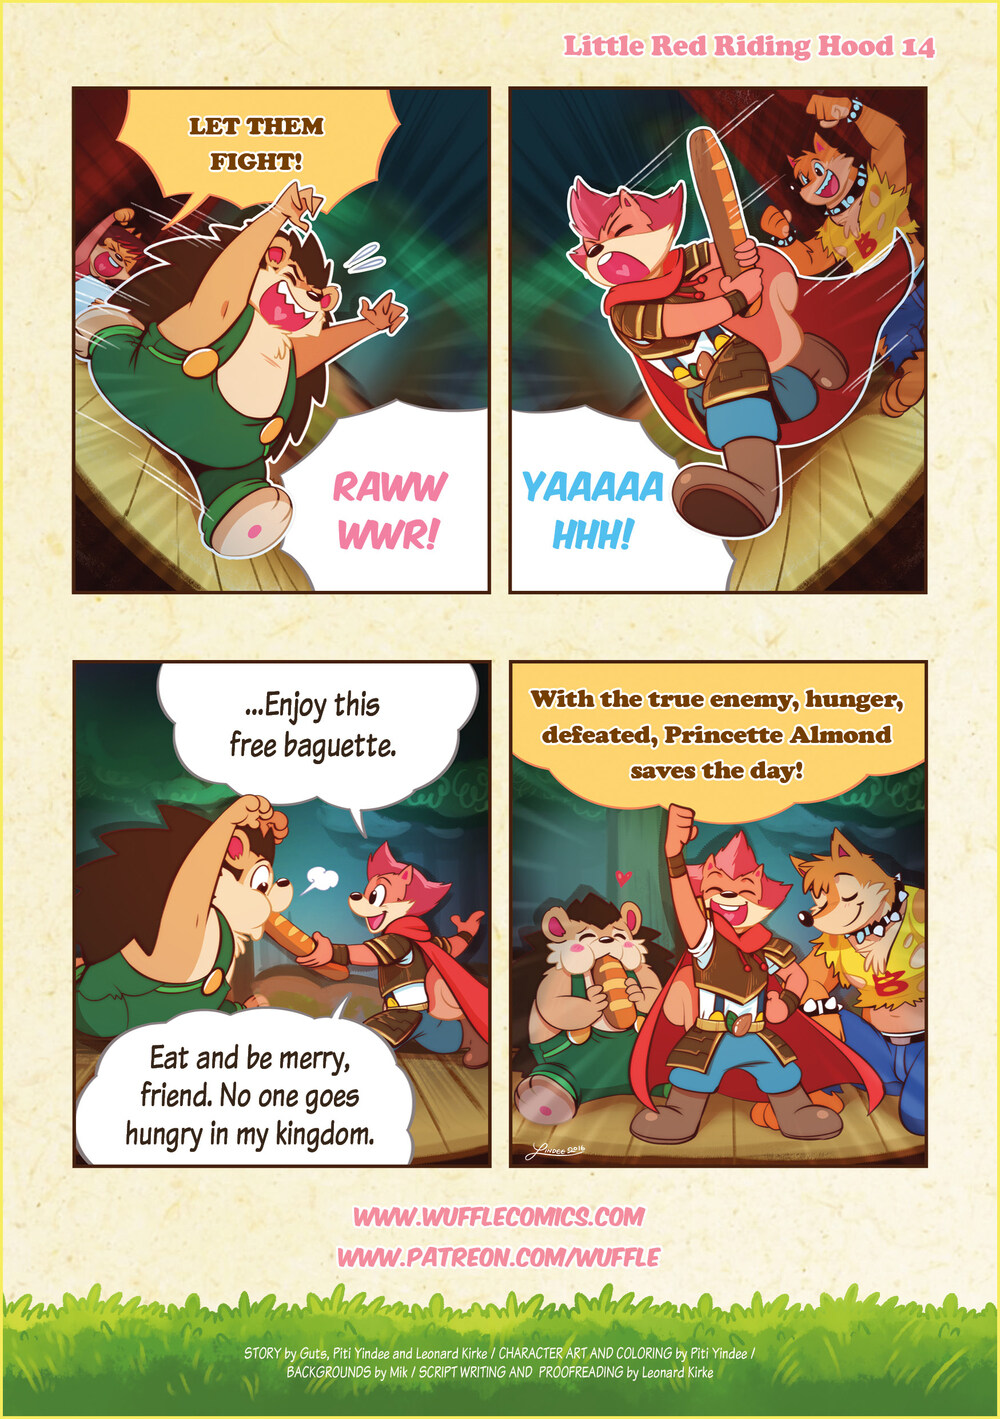 Little Red Riding Hood 14
LET THEM
FIGHT!
RAWW
WWR!
YAAAAA
HHH!
...Enjoy this
free baguette.
Eat and be merry,
friend. No one goes
hungry in my kingdom.
With the true enemy, hunger,
defeated, Princette Almond
saves the day!
B
B
YINDEE 2016
WWW.WUFFLECOMICS.COM
WWW.PATREON.COM/WUFFLE
STORY by Guts, Piti Yindee and Leonard Kirke / CHARACTER ART AND COLORING by Piti Yindee /
BACKGROUNDS by Mik / SCRIPT WRITING AND PROOFREADING by Leonard Kirke